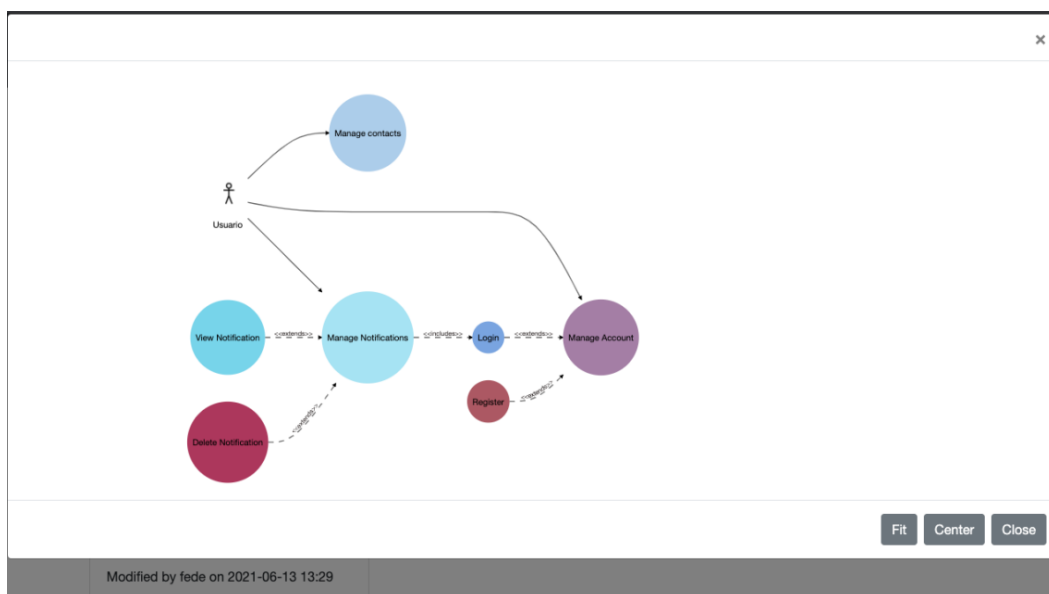 ×
Manage contacts
Usuario
View Notification
<<extends>>
Manage Notifications
<<includes>>
Login
<<extends>>
Manage Account
Register
<<extends>>
<<extends>>
Delete Notification
Fit
Center
Close
Modified by fede on 2021-06-13 13:29